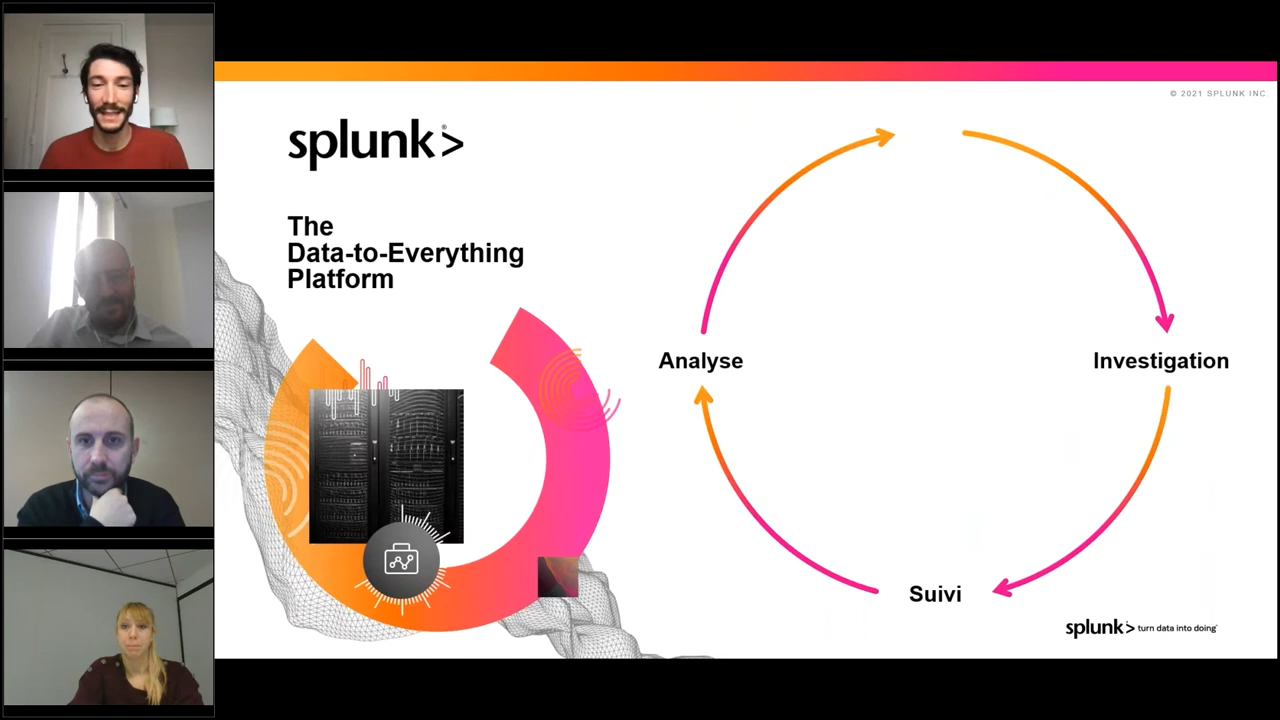 © 2021 SPLUNK INC.
splunk®>
The
Data-to-Everything
Platform
Analyse
Investigation
Suivi
splunk> turn data into doing®